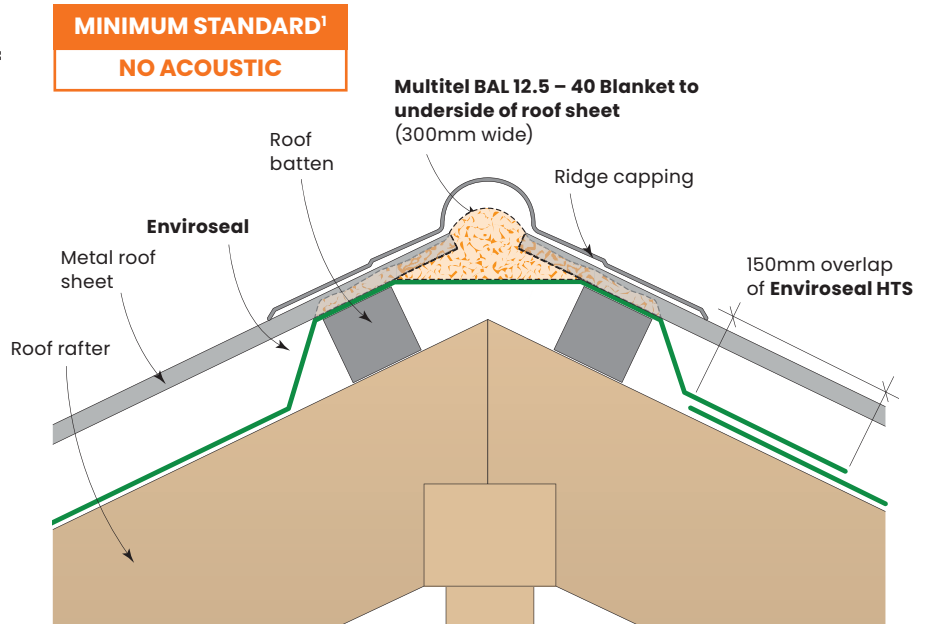 MINIMUM STANDARD¹
NO ACOUSTIC
Multitel BAL 12.5 – 40 Blanket to
underside of roof sheet
(300mm wide)
Roof
batten
Ridge capping
Enviroseal
Metal roof
sheet
150mm overlap
of Enviroseal HTS
Roof rafter